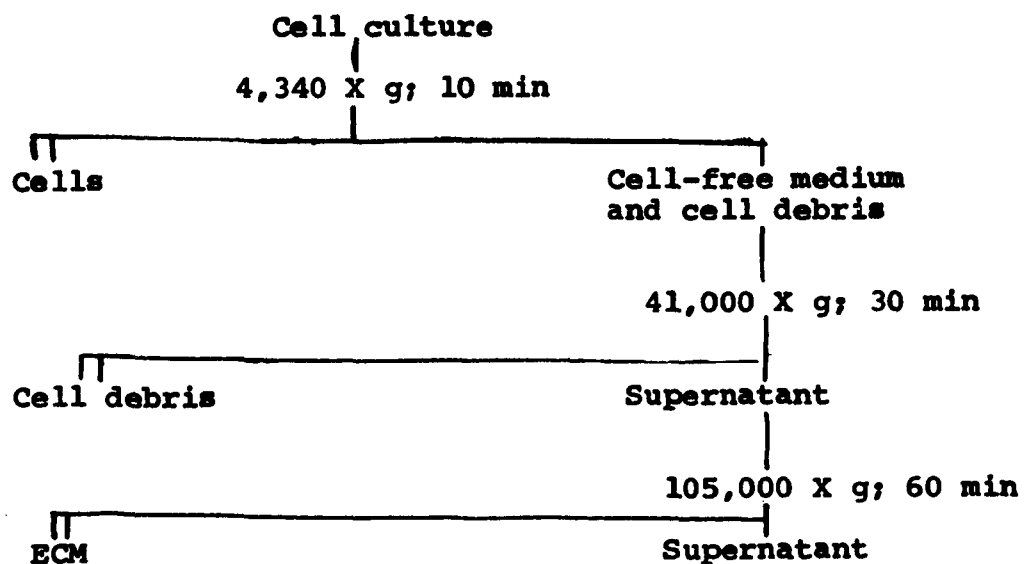 Cell culture
4,340 X g; 10 min
Cells
Cell-free medium
and cell debris
41,000 X g; 30 min
Cell debris
Supernatant
105,000 X g; 60 min
ECM
Supernatant